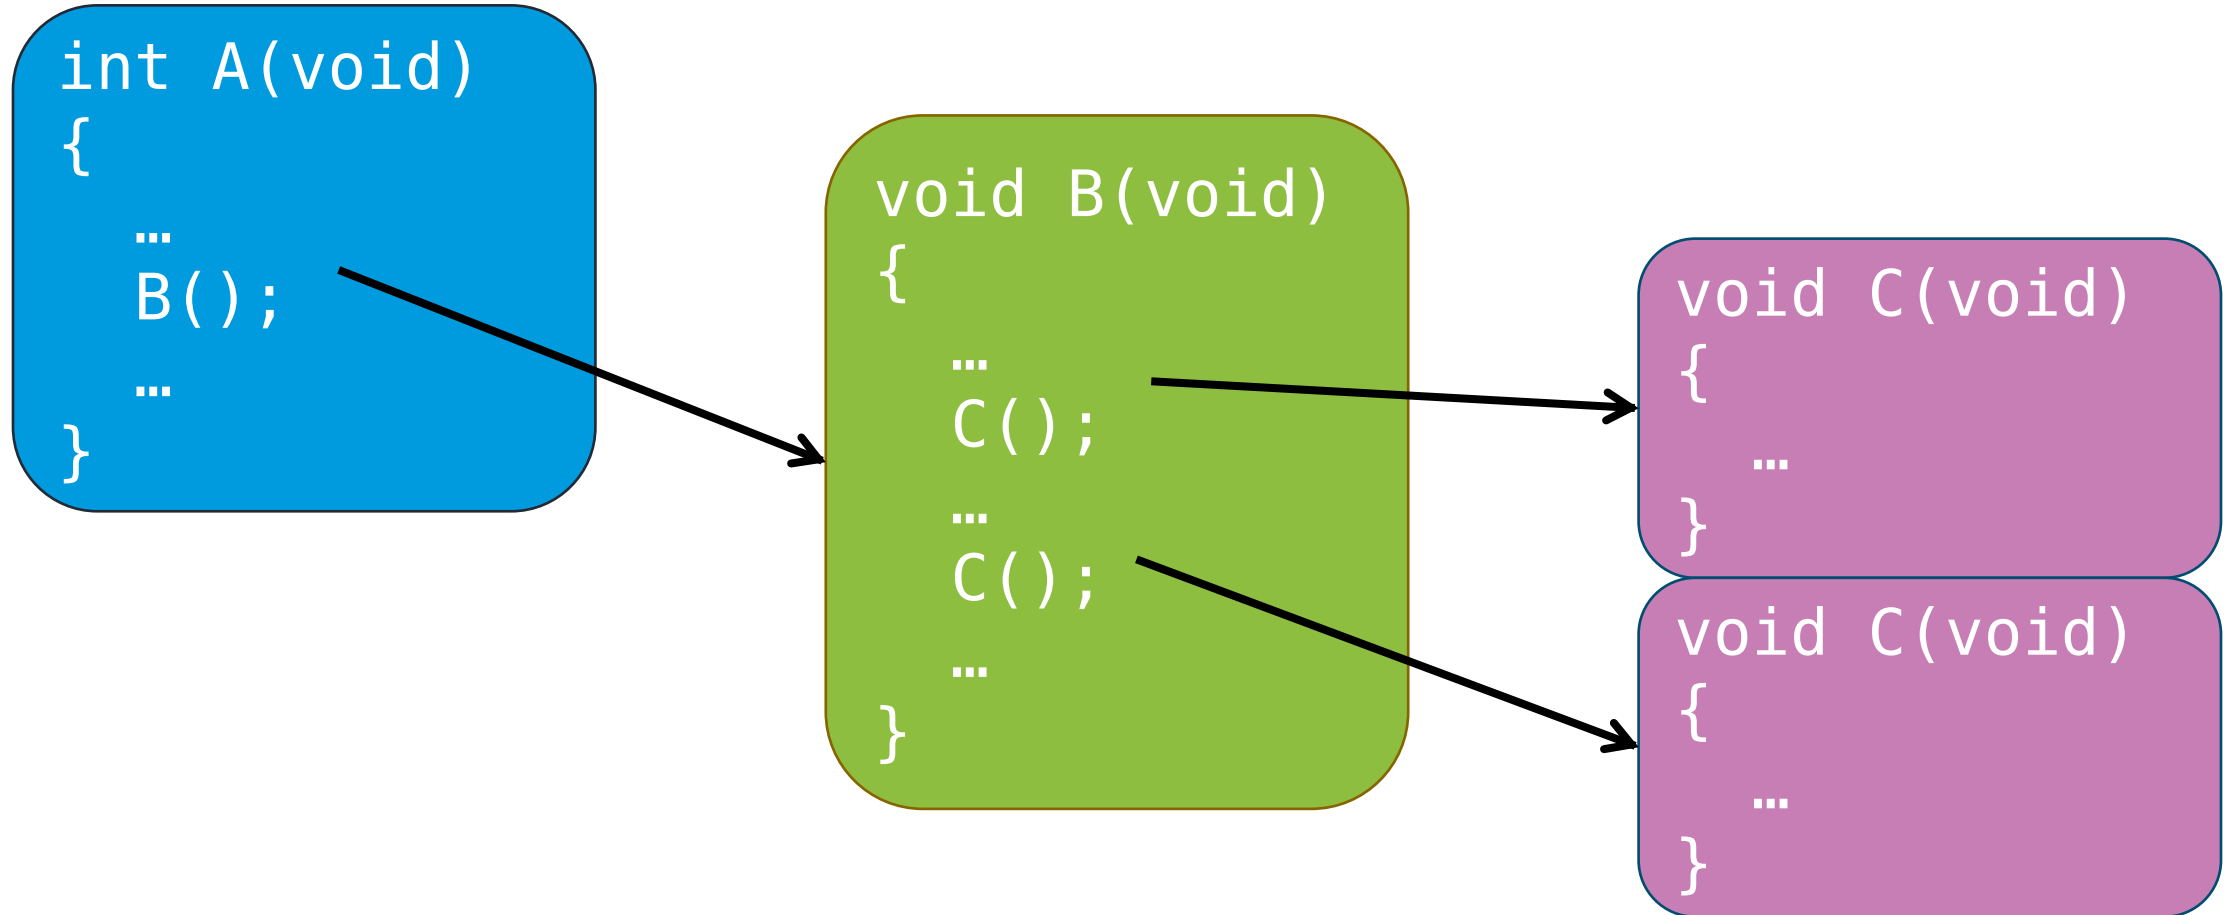 int A(void)
{
  …
  B();
  …
}
void B(void)
{
  …
  C();
  …
  C();
  …
}
void C(void)
{
  …
}
void C(void)
{
  …
}